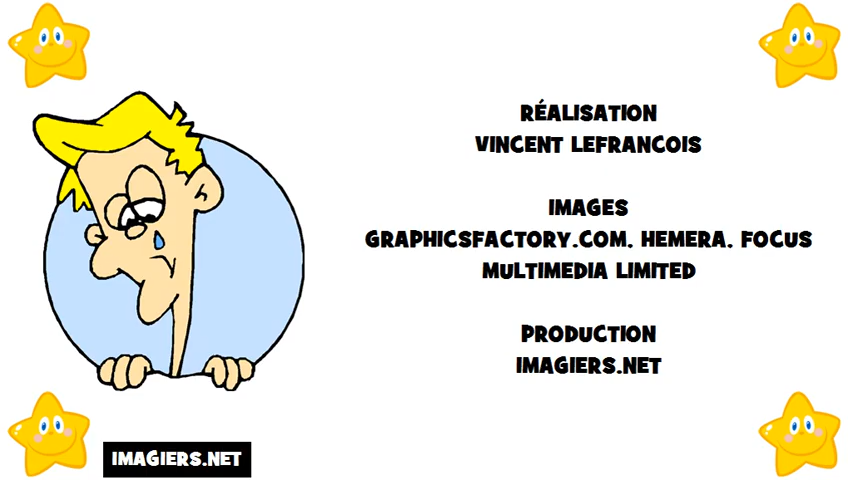 RÉALISATION
VINCENT LEFRANCOIS
IMAGES
GRAPHICSFACTORY.COM, HEMERA, FOCUS
MULTIMEDIA LIMITED
PRODUCTION
IMAGIERS.NET
IMAGIERS.NET